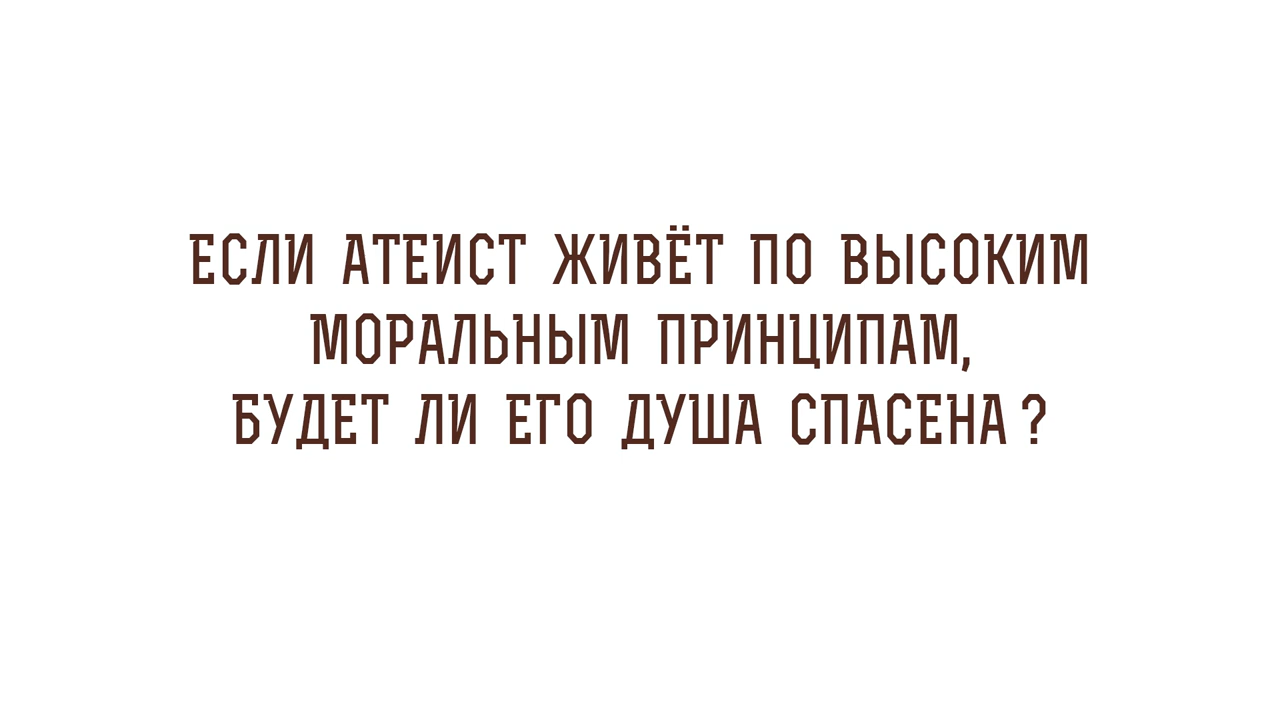 ЕСЛИ АТЕИСТ ЖИВЁТ ПО ВЫСОКИМ
МОРАЛЬНЫМ ПРИНЦИПАМ,
БУДЕТ ЛИ ЕГО ДУША СПАСЕНА ?